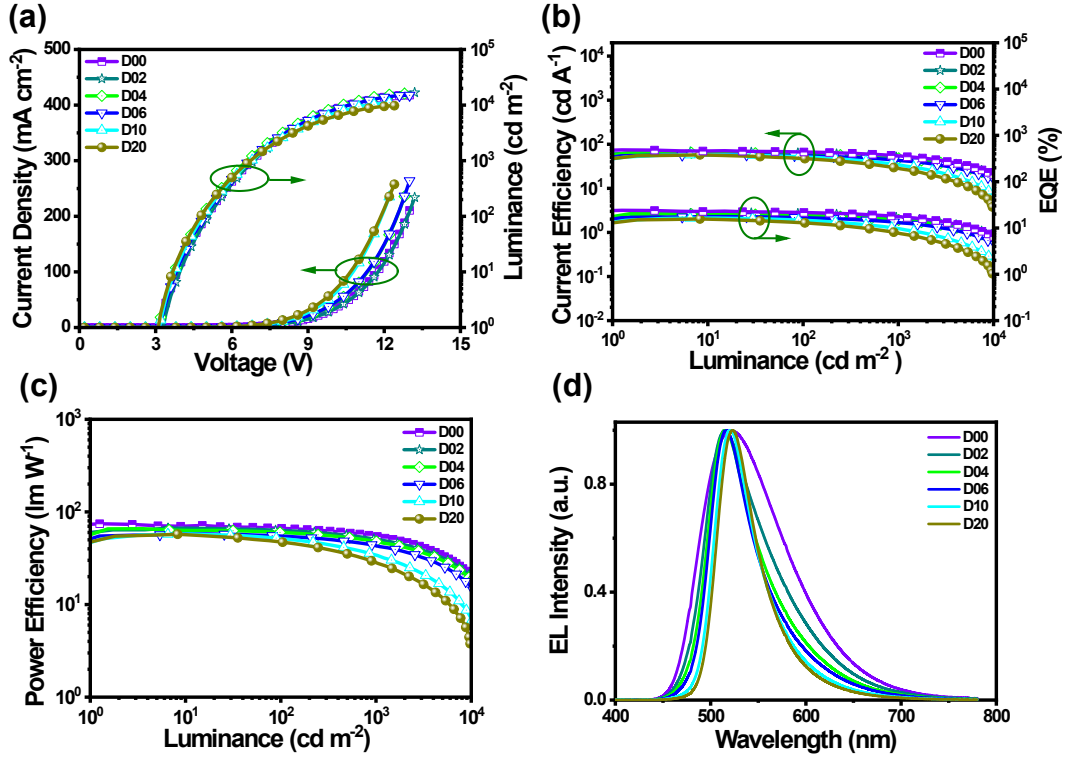 (a)
500
400
300
200
100
0
Current Density (mA cm-2)
0 3 6 9 12 15
Voltage (V)
10^5
10^4
10^3
10^2
10^1
10^0
Luminance (cd m-2)
D00
D02
D04
D06
D10
D20
(b)
10^4
10^3
10^2
10^1
10^0
10^-1
10^-2
Current Efficiency (cd A-1)
10^0 10^1 10^2 10^3 10^4
Luminance (cd m-2 )
10^5
10^4
10^3
10^2
10^1
10^0
10^-1
EQE (%)
D00
D02
D04
D06
D10
D20
(c)
10^3
10^2
10^1
10^0
Power Efficiency (lm W-1)
10^0 10^1 10^2 10^3 10^4
Luminance (cd m-2)
D00
D02
D04
D06
D10
D20
(d)
0.8
0.4
0.0
EL Intensity (a.u.)
400 500 600 700 800
Wavelength (nm)
D00
D02
D04
D06
D10
D20